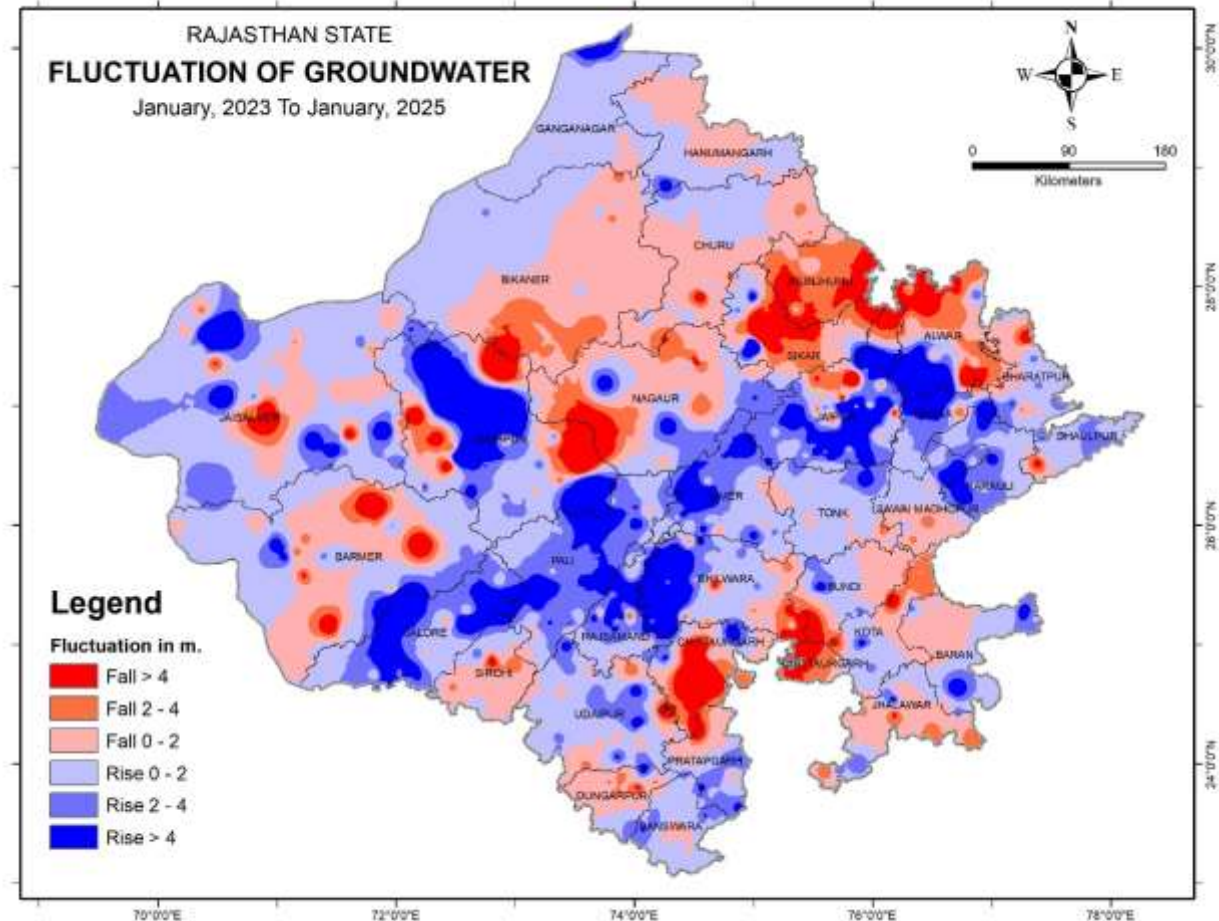 RAJASTHAN STATE
FLUCTUATION OF GROUNDWATER
January, 2023 To January, 2025
N
W E
S
0 90 180
Kilometers
30°0'0"N
28°0'0"N
26°0'0"N
24°0'0"N
GANGANAGAR
HANUMANGARH
CHURU
BIKANER
SIKAR
ALWAR
BHARATPUR
NAGAUR
DHAULPUR
TONK
SAWAI MADHOPUR
BARMER
PALI
BHILWARA
BUNDI
RAJSAMAND
KOTA
BARAN
SIROHI
JHALAWAR
UDAIPUR
PRATAPGARH
DUNGARPUR
BANSWARA
Legend
Fluctuation in m.
Fall > 4
Fall 2 - 4
Fall 0 - 2
Rise 0 - 2
Rise 2 - 4
Rise > 4
70°0'0"E 72°0'0"E 74°0'0"E 76°0'0"E 78°0'0"E